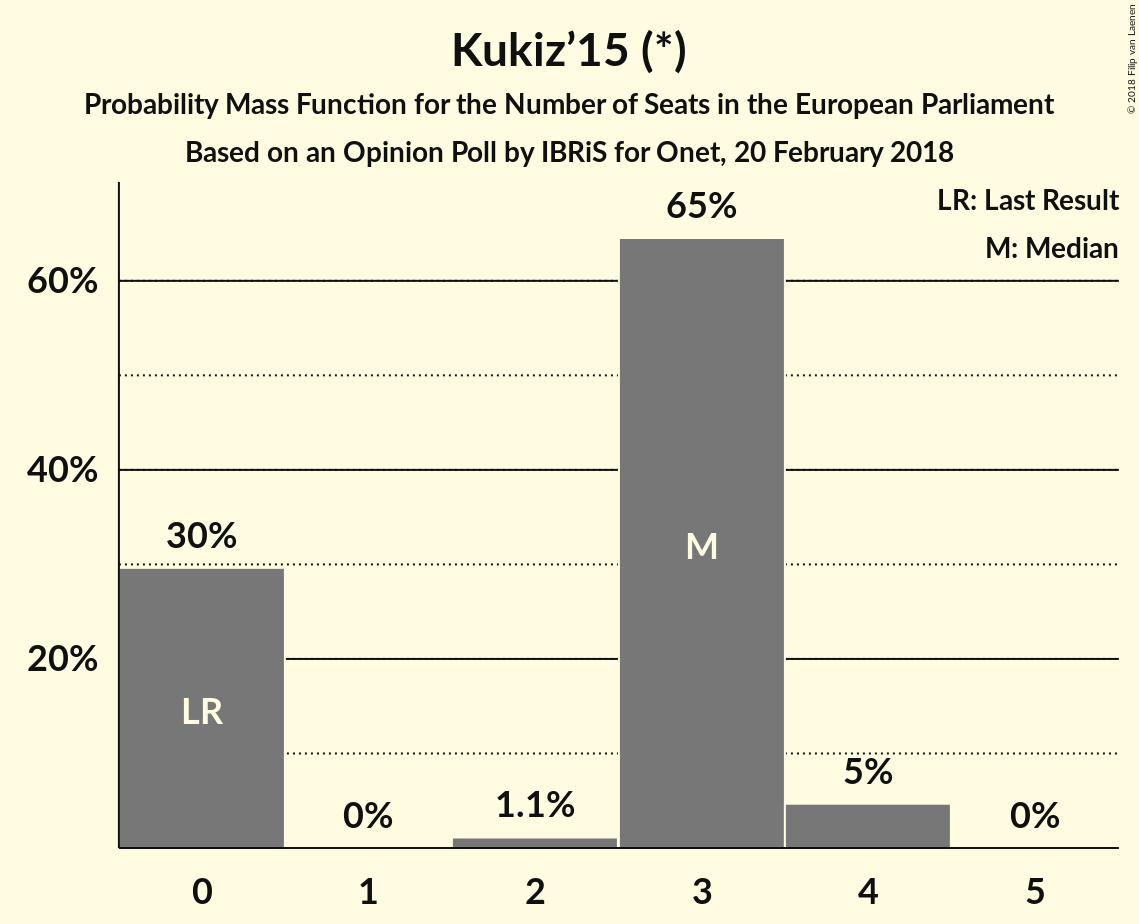 Kukiz’15 (*)
Probability Mass Function for the Number of Seats in the European Parliament
Based on an Opinion Poll by IBRiS for Onet, 20 February 2018
© 2018 Filip van Laenen
LR: Last Result
M: Median
60%
40%
20%
30%
0%
1.1%
65%
5%
0%
LR
M
0 1 2 3 4 5